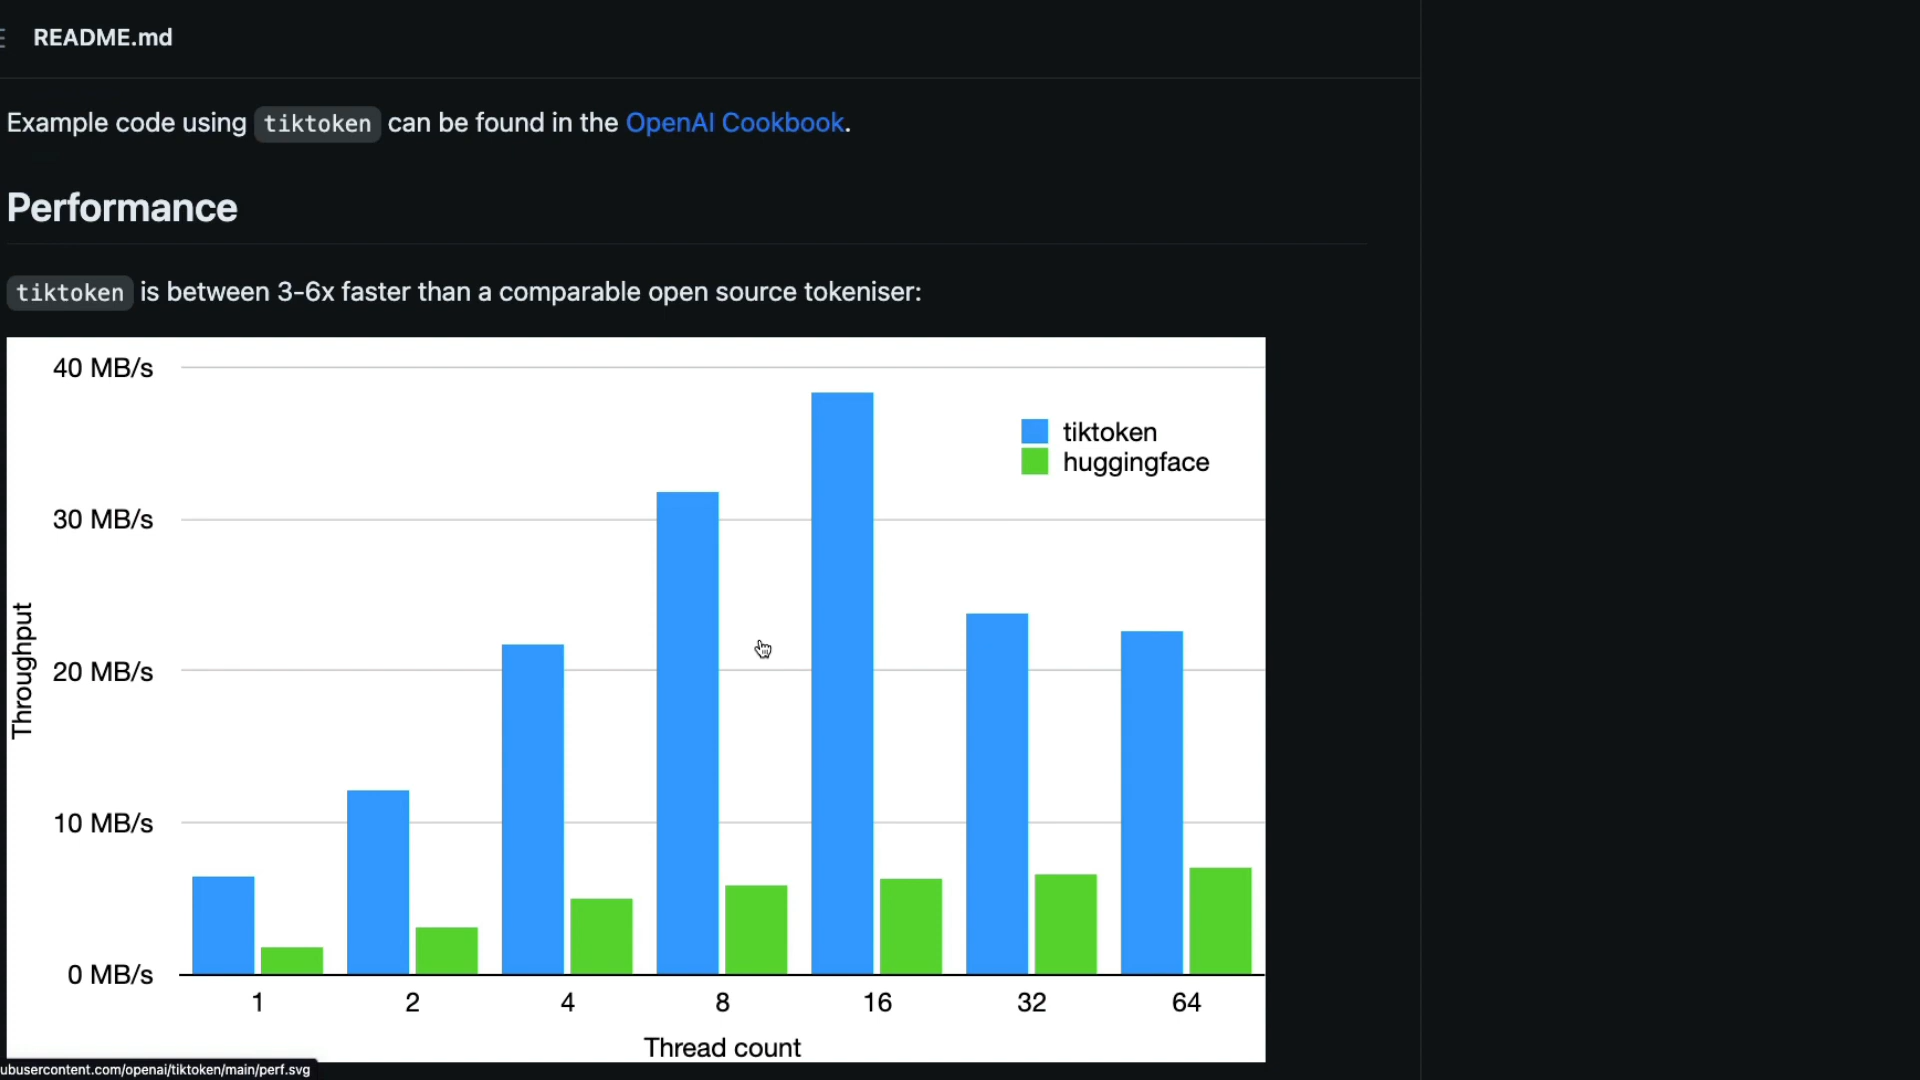 README.md
Example code using tiktoken can be found in the OpenAI Cookbook.
Performance
tiktoken is between 3-6x faster than a comparable open source tokeniser:
40 MB/s
tiktoken
huggingface
30 MB/s
Throughput
20 MB/s
10 MB/s
0 MB/s
1 2 4 8 16 32 64
Thread count
ubusercontent.com/openai/tiktoken/main/perf.svg